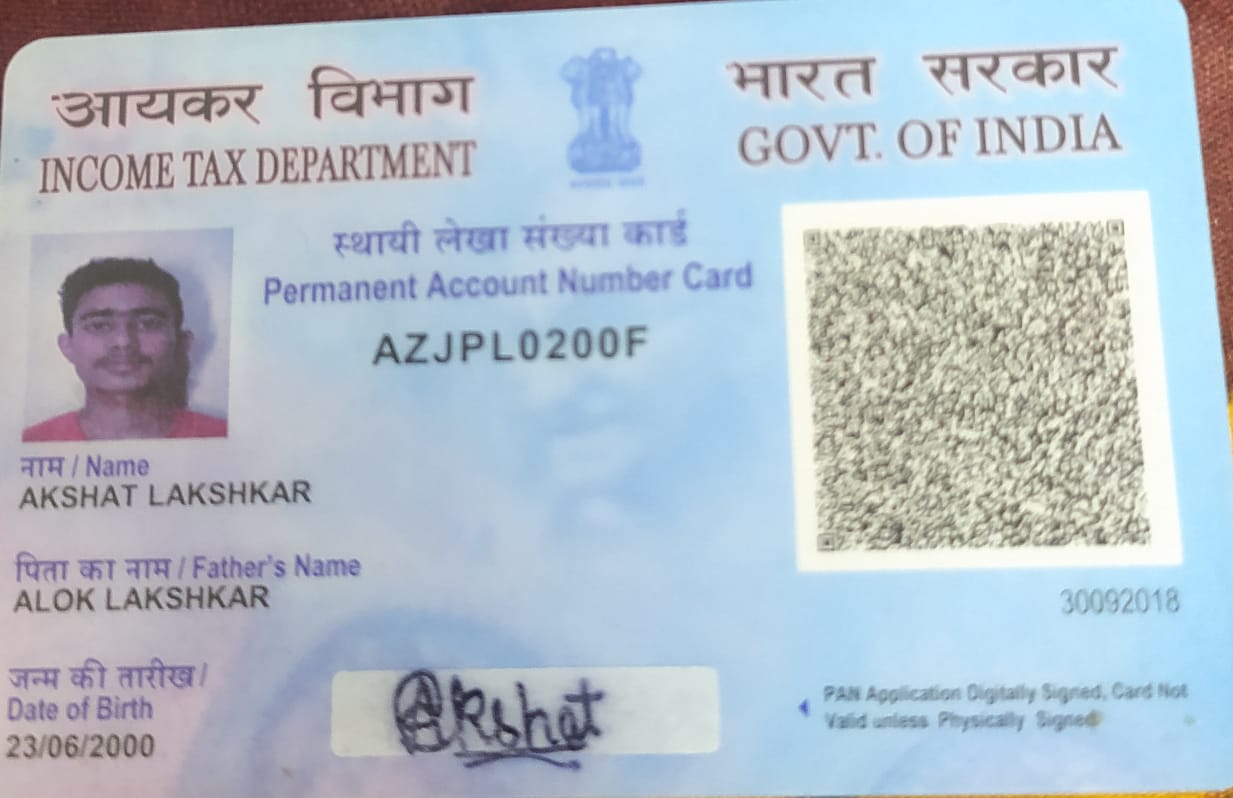 आयकर विभाग
INCOME TAX DEPARTMENT
भारत सरकार
GOVT. OF INDIA
स्थायी लेखा संख्या कार्ड
Permanent Account Number Card
AZJPL0200F
नाम / Name
AKSHAT LAKSHKAR
पिता का नाम / Father's Name
ALOK LAKSHKAR
जन्म की तारीख /
Date of Birth
23/06/2000
Akshat
30092018
PAN Application Digitally Signed, Card Not
Valid unless Physically Signed